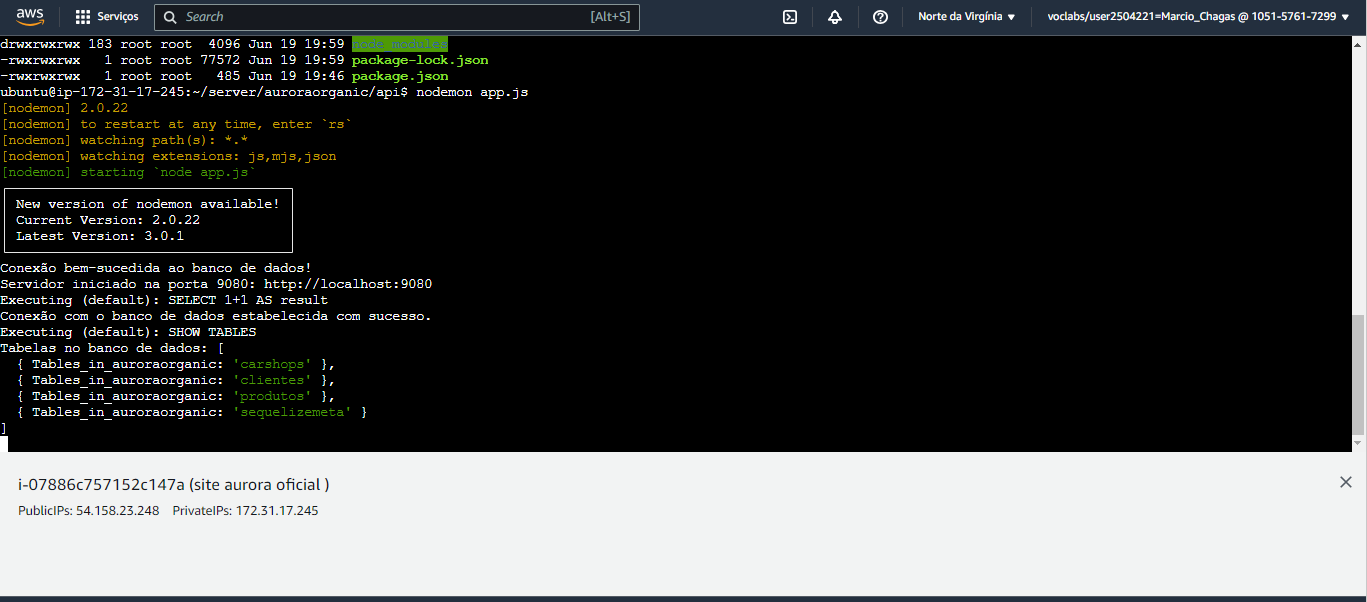 aws
Serviços
Search
[Alt+S]
Norte da Virgínia
voclabs/user2504221=Marcio_Chagas @ 1051-5761-7299
drwxrwxrwx 183 root root 4096 Jun 19 19:59 node_modules
-rwxrwxrwx 1 root root 77572 Jun 19 19:59 package-lock.json
-rwxrwxrwx 1 root root 485 Jun 19 19:46 package.json
ubuntu@ip-172-31-17-245:~/server/auroraorganic/api$ nodemon app.js
[nodemon] 2.0.22
[nodemon] to restart at any time, enter `rs`
[nodemon] watching path(s): *.*
[nodemon] watching extensions: js,mjs,json
[nodemon] starting `node app.js`
New version of nodemon available!
Current Version: 2.0.22
Latest Version: 3.0.1
Conexão bem-sucedida ao banco de dados!
Servidor iniciado na porta 9080: http://localhost:9080
Executing (default): SELECT 1+1 AS result
Conexão com o banco de dados estabelecida com sucesso.
Executing (default): SHOW TABLES
Tabelas no banco de dados: [
{ Tables_in_auroraorganic: 'carshops' },
{ Tables_in_auroraorganic: 'clientes' },
{ Tables_in_auroraorganic: 'produtos' },
{ Tables_in_auroraorganic: 'sequelizemeta' }
]
i-07886c757152c147a (site aurora oficial )
PublicIPs: 54.158.23.248 PrivateIPs: 172.31.17.245